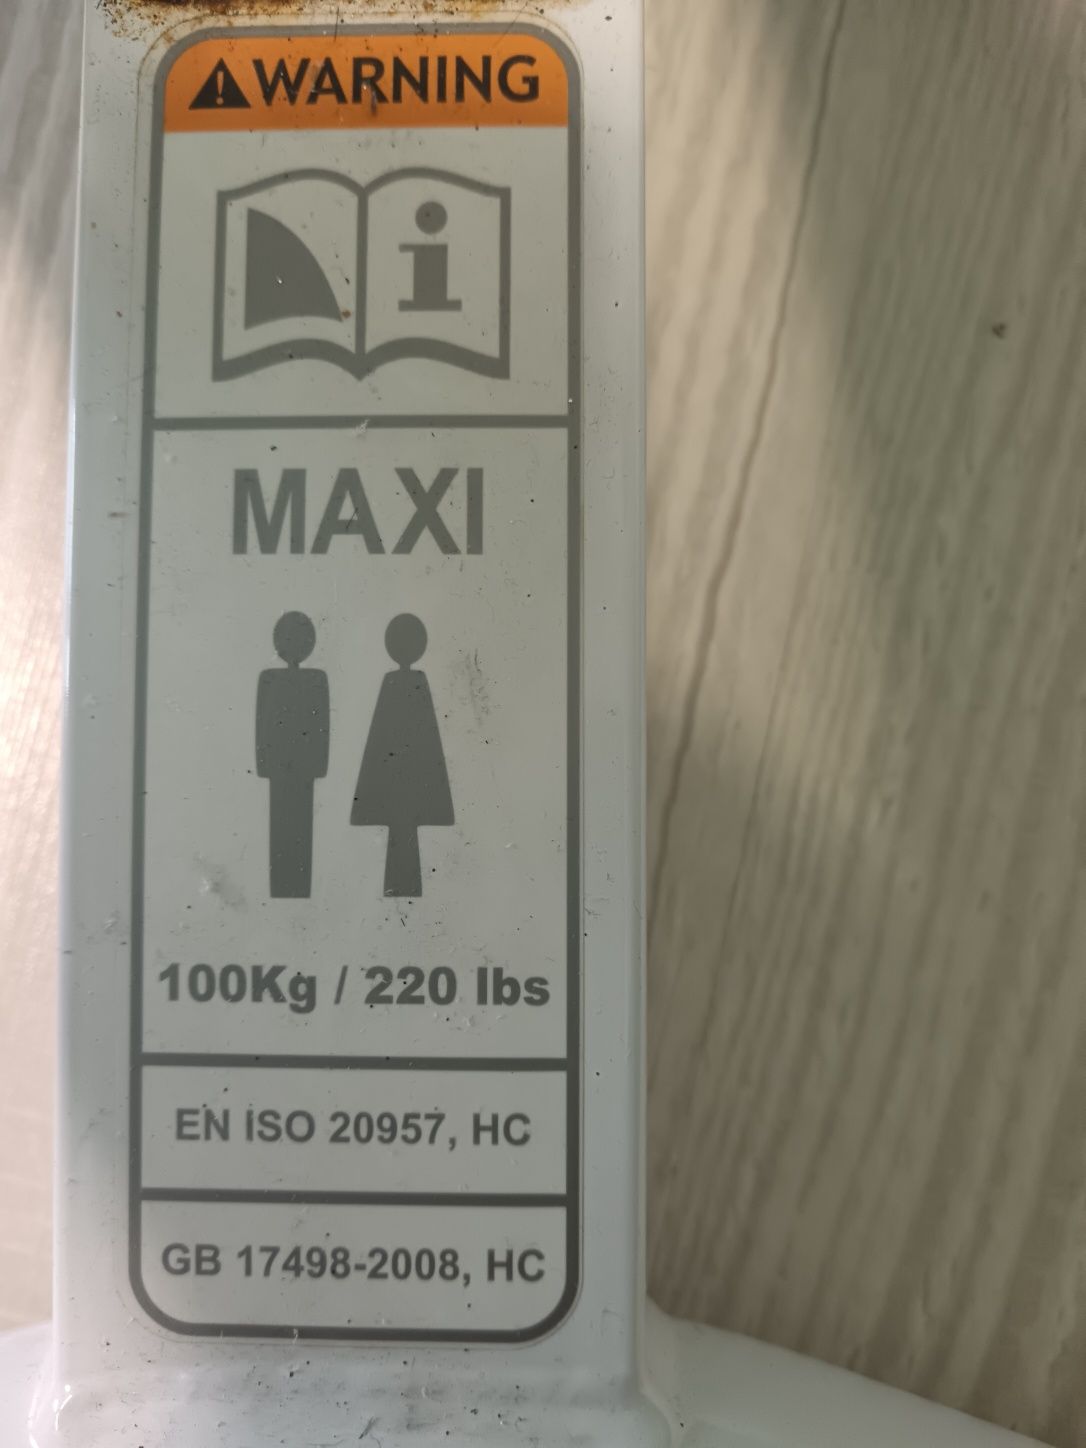 WARNING
i
MAXI
100Kg / 220 lbs
EN ISO 20957, HC
GB 17498-2008, HC